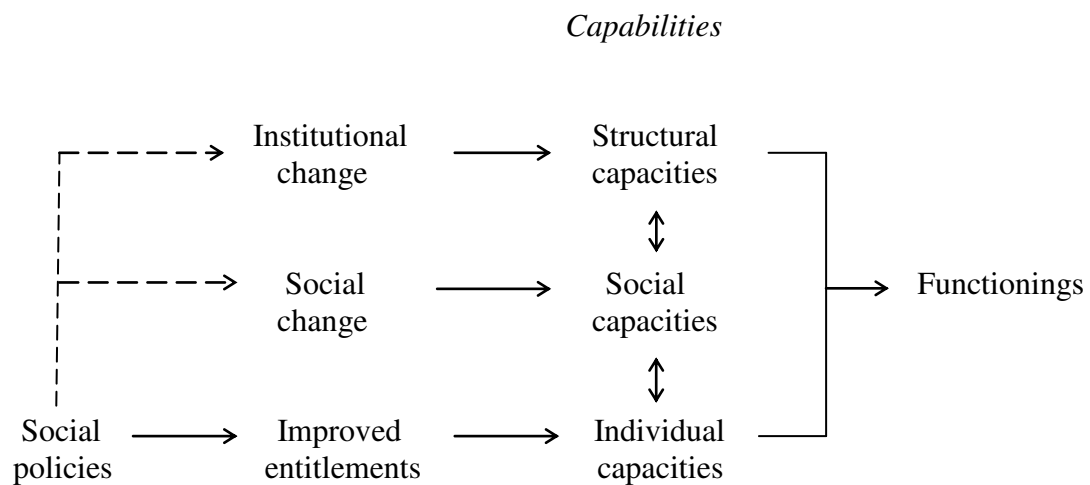 Capabilities
Institutional
change
Structural
capacities
Social
change
Social
capacities
Functionings
Social
policies
Improved
entitlements
Individual
capacities